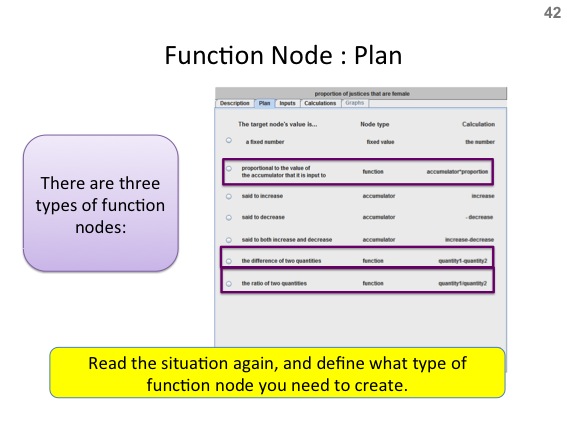 42
Function Node : Plan
proportion of justices that are female
Description Plan Inputs Calculations Graphs
The target node's value is... Node type Calculation
a fixed number fixed value the number
proportional to the value of
the accumulator that it is input to function accumulator*proportion
said to increase accumulator increase
said to decrease accumulator -decrease
said to both increase and decrease accumulator increase-decrease
the difference of two quantities function quantity1-quantity2
the ratio of two quantities function quantity1/quantity2
There are three
types of function
nodes:
Read the situation again, and define what type of
function node you need to create.